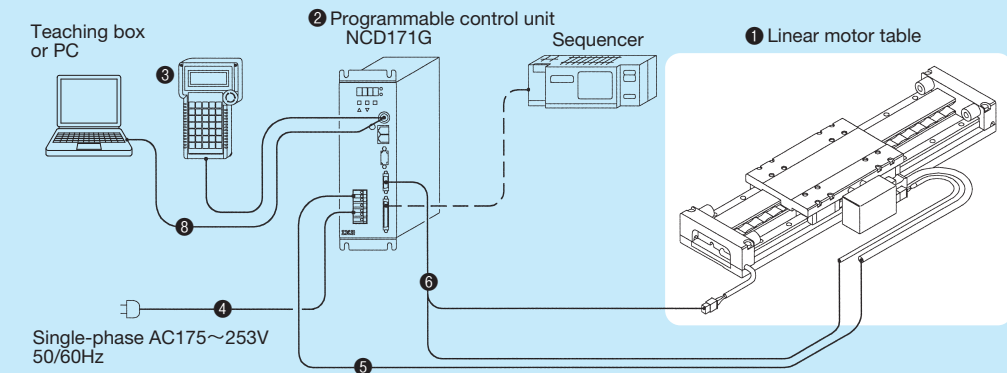 Teaching box
or PC
❸
❷ Programmable control unit
NCD171G
Sequencer
❶ Linear motor table
IKO
❽
❻
❹
Single-phase AC175～253V
50/60Hz
❺